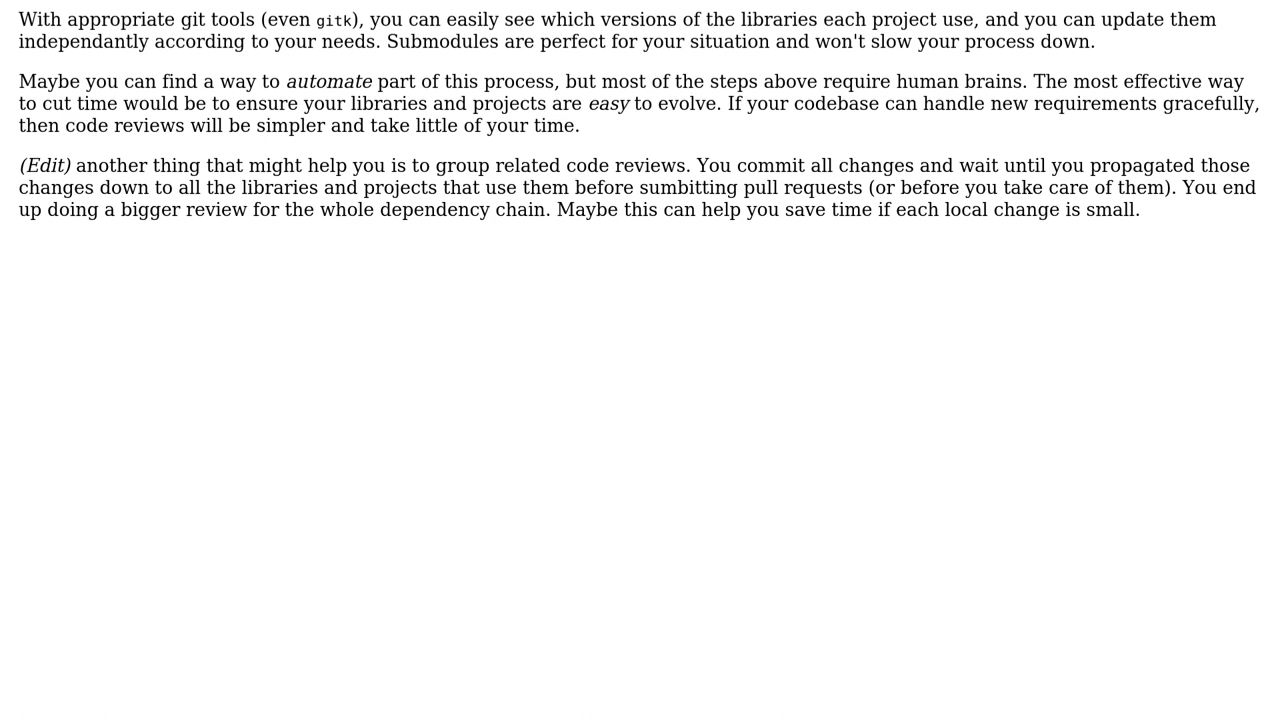 With appropriate git tools (even gitk), you can easily see which versions of the libraries each project use, and you can update them
independantly according to your needs. Submodules are perfect for your situation and won't slow your process down.
Maybe you can find a way to automate part of this process, but most of the steps above require human brains. The most effective way
to cut time would be to ensure your libraries and projects are easy to evolve. If your codebase can handle new requirements gracefully,
then code reviews will be simpler and take little of your time.
(Edit) another thing that might help you is to group related code reviews. You commit all changes and wait until you propagated those
changes down to all the libraries and projects that use them before sumbitting pull requests (or before you take care of them). You end
up doing a bigger review for the whole dependency chain. Maybe this can help you save time if each local change is small.